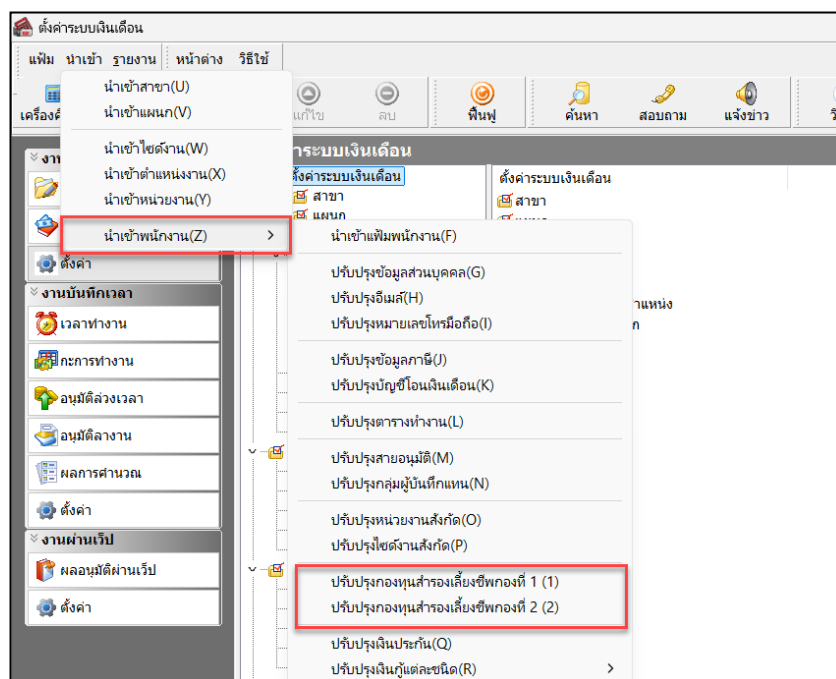 ตั้งค่าระบบเงินเดือน
แฟ้ม นำเข้า รายงาน หน้าต่าง วิธีใช้
นำเข้าสาขา(U)
นำเข้าแผนก(V)
แก้ไข ลบ ฟื้นฟู ค้นหา สอบถาม แจ้งข่าว
นำเข้าไซต์งาน(W)
นำเข้าตำแหน่งงาน(X)
นำเข้าหน่วยงาน(Y)
นำเข้าพนักงาน(Z)
ตั้งค่าระบบเงินเดือน
สาขา
แผนก
ตั้งค่าระบบเงินเดือน
สาขา
นำเข้าแฟ้มพนักงาน(F)
ปรับปรุงข้อมูลส่วนบุคคล(G)
ปรับปรุงอีเมล์(H)
ปรับปรุงหมายเลขโทรมือถือ(I)
ปรับปรุงข้อมูลภาษี(J)
ปรับปรุงบัญชีโอนเงินเดือน(K)
ปรับปรุงตารางทำงาน(L)
ปรับปรุงสายอนุมัติ(M)
ปรับปรุงกลุ่มผู้บันทึกแทน(N)
ปรับปรุงหน่วยงานสังกัด(O)
ปรับปรุงไซต์งานสังกัด(P)
ปรับปรุงกองทุนสำรองเลี้ยงชีพกองที่ 1 (1)
ปรับปรุงกองทุนสำรองเลี้ยงชีพกองที่ 2 (2)
ปรับปรุงเงินประกัน(Q)
ปรับปรุงเงินกู้แต่ละชนิด(R)
ตั้งค่า
งานบันทึกเวลา
เวลาทำงาน
กะการทำงาน
อนุมัติล่วงเวลา
อนุมัติลางาน
ผลการคำนวณ
ตั้งค่า
งานผ่านเว็ป
ผลอนุมัติผ่านเว็ป
ตั้งค่า